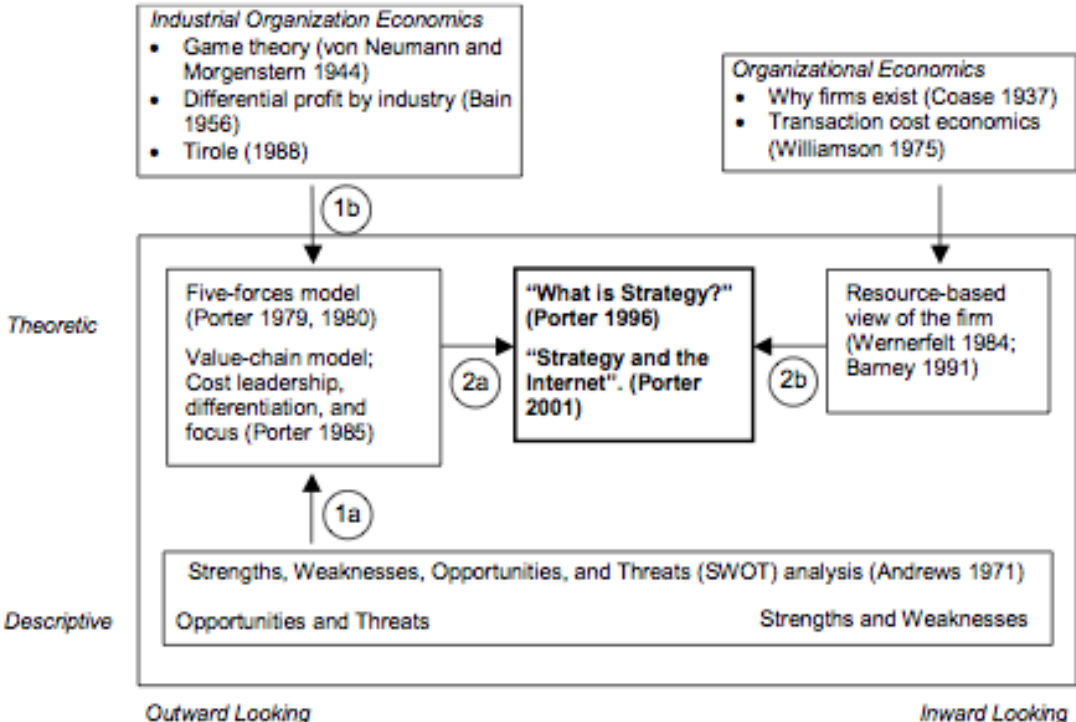 Industrial Organization Economics
• Game theory (von Neumann and
Morgenstern 1944)
• Differential profit by industry (Bain
1956)
• Tirole (1988)
Organizational Economics
• Why firms exist (Coase 1937)
• Transaction cost economics
(Williamson 1975)
1b
Theoretic
Five-forces model
(Porter 1979, 1980)
Value-chain model;
Cost leadership,
differentiation, and
focus (Porter 1985)
2a
“What is Strategy?”
(Porter 1996)
“Strategy and the
Internet”. (Porter
2001)
2b
Resource-based
view of the firm
(Wernerfelt 1984;
Barney 1991)
1a
Strengths, Weaknesses, Opportunities, and Threats (SWOT) analysis (Andrews 1971)
Descriptive
Opportunities and Threats
Strengths and Weaknesses
Outward Looking
Inward Looking